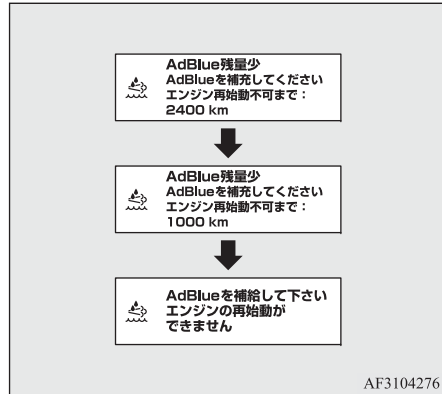 AdBlue残量少
AdBlueを補充してください
エンジン再始動不可まで：
2400 km
AdBlue残量少
AdBlueを補充してください
エンジン再始動不可まで：
1000 km
AdBlueを補給して下さい
エンジンの再始動が
できません
AF3104276